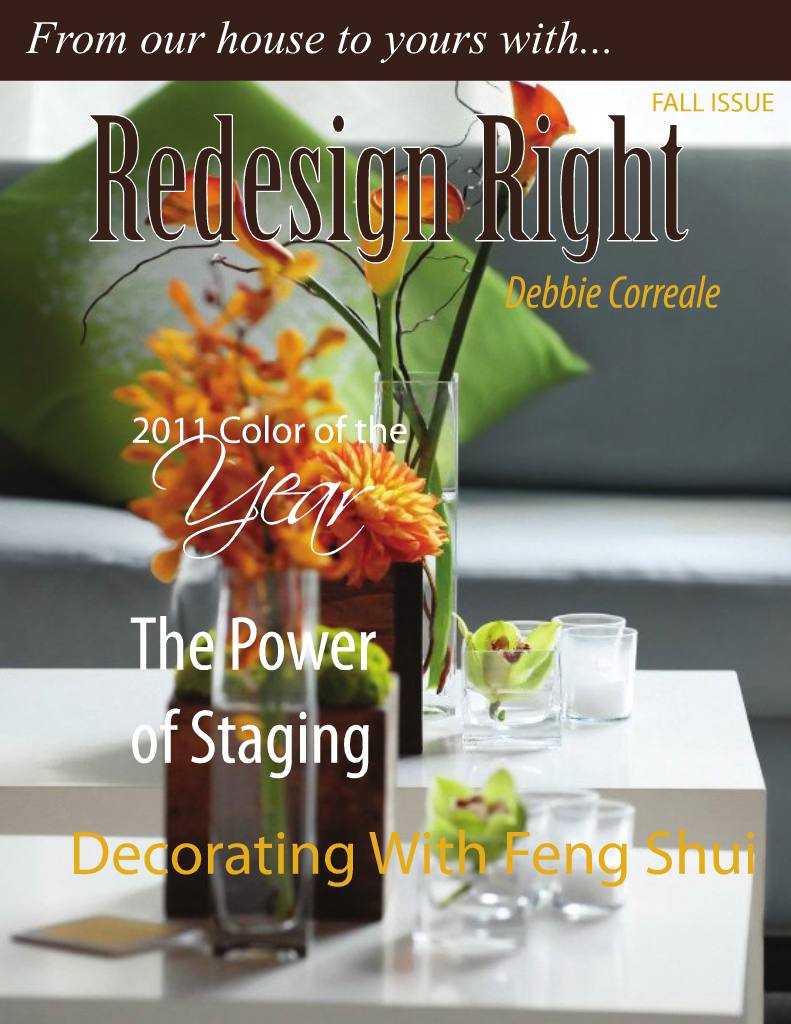 From our house to yours with...
FALL ISSUE
Redesign Right
Debbie Correale
2011 Color of the
Year
The Power
of Staging
Decorating With Feng Shui